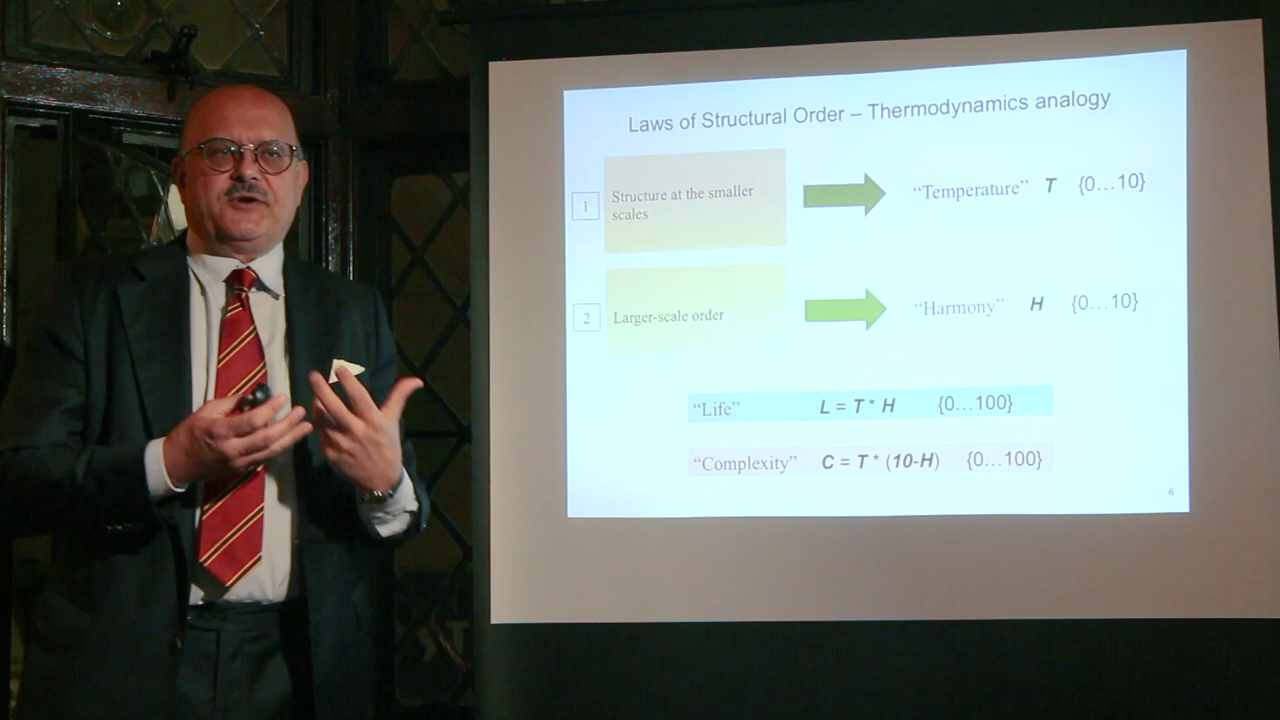 Laws of Structural Order – Thermodynamics analogy
1
Structure at the smaller
scales
“Temperature” T {0…10}
2
Larger-scale order
“Harmony” H {0…10}
“Life” L = T * H {0…100}
“Complexity” C = T * (10-H) {0…100}
6